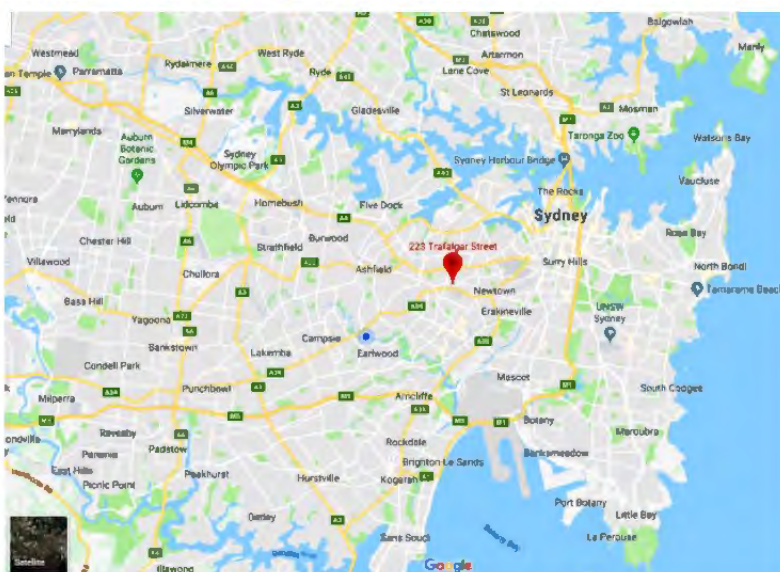 Chatswood
Balgowlah
Westmead
Rydalmere
West Ryde
Artarmon
Manly
Temple
Parramatta
Ryde
Lane Cove
St Leonards
Silverwater
Gladesville
Mosman
Merrylands
Auburn
Botanic
Gardens
Sydney
Olympic Park
Taronga Zoo
Watsons Bay
Sydney Harbour Bridge
The Rocks
Vaucluse
Auburn
Lidcombe
Homebush
Five Dock
Sydney
Rose Bay
Chester Hill
Strathfield
Burwood
223 Trafalgar Street
Villawood
Chullora
Ashfield
Surry Hills
North Bondi
Bass Hill
Newtown
Tamarama Beach
Yagoona
Erskineville
UNSW
Sydney
Campsie
Bankstown
Lakemba
Earlwood
Condell Park
Mascot
Punchbowl
South Coogee
Milperra
Arncliffe
Botany
Revesby
Rockdale
Maroubra
Panania
Padstow
Banksmeadow
East Hills
Peakhurst
Brighton-Le-Sands
Picnic Point
Hurstville
Kogarah
Port Botany
Little Bay
Oatley
Sans Souci
Botany Bay
La Perouse
Satellite
Google
Illawong